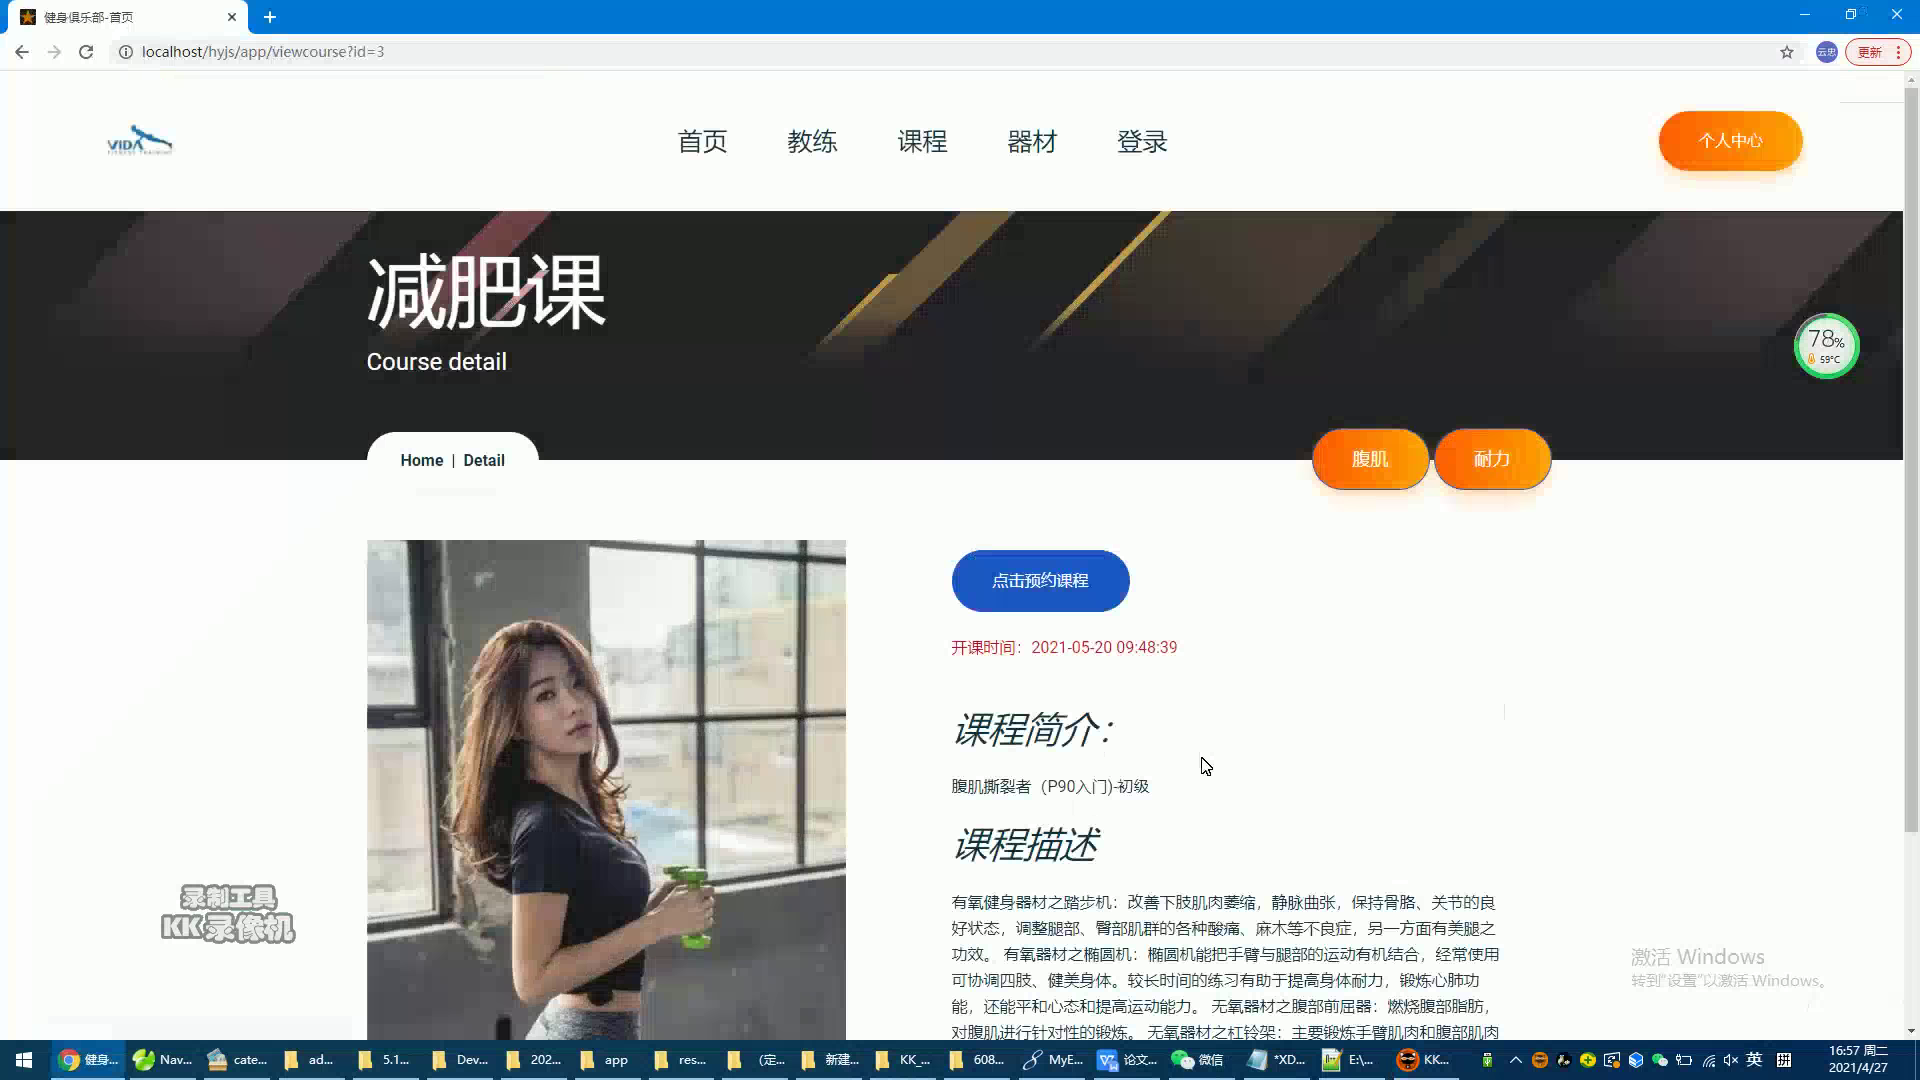 健身俱乐部-首页
localhost/hyjs/app/viewcourse?id=3
云忠
更新
VIDA
FITNESS TRAINING
首页
教练
课程
器材
登录
个人中心
减肥课
Course detail
78%
59°C
Home | Detail
腹肌
耐力
点击预约课程
开课时间：2021-05-20 09:48:39
课程简介：
腹肌撕裂者（P90入门)-初级
课程描述
有氧健身器材之踏步机：改善下肢肌肉萎缩，静脉曲张，保持骨胳、关节的良
好状态，调整腿部、臀部肌群的各种酸痛、麻木等不良症，另一方面有美腿之
功效。 有氧器材之椭圆机：椭圆机能把手臂与腿部的运动有机结合，经常使用
可协调四肢、健美身体。较长时间的练习有助于提高身体耐力，锻炼心肺功
能，还能平和心态和提高运动能力。 无氧器材之腹部前屈器：燃烧腹部脂肪，
对腹肌进行针对性的锻炼。 无氧器材之杠铃架：主要锻炼手臂肌肉和腹部肌肉
录制工具
KK录像机
激活 Windows
转到“设置”以激活 Windows。
健身...
Nav...
cate...
ad...
5.1...
Dev...
202...
app
res...
(定...
新建...
KK_...
608...
MyE...
论文...
微信
*XD...
E:\...
KK...
英
拼
16:57 周二
2021/4/27